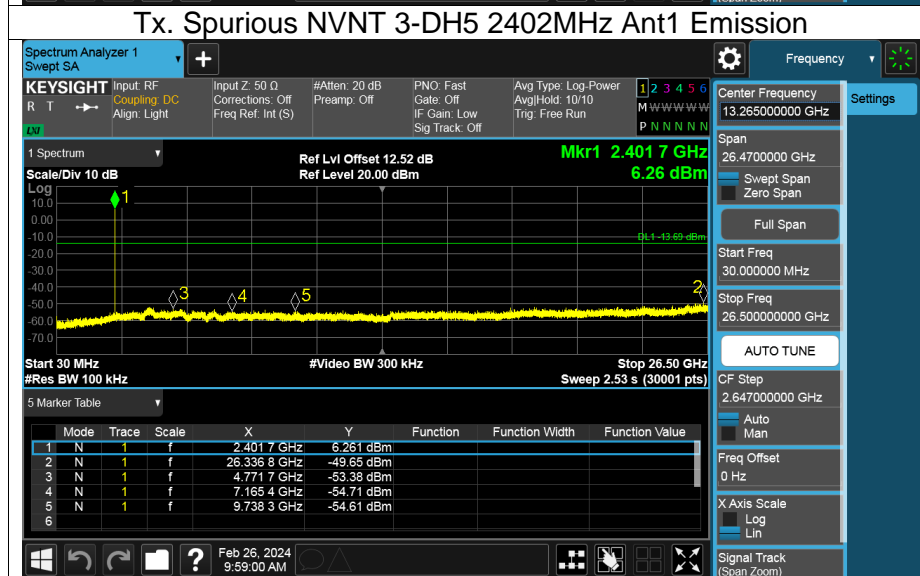 (Span Zoom)
Tx. Spurious NVNT 3-DH5 2402MHz Ant1 Emission
Spectrum Analyzer 1
Swept SA
+
Frequency
KEYSIGHT
R T
LXI
Input: RF
Coupling: DC
Align: Light
Input Z: 50 Ω
Corrections: Off
Freq Ref: Int (S)
#Atten: 20 dB
Preamp: Off
PNO: Fast
Gate: Off
IF Gain: Low
Sig Track: Off
Avg Type: Log-Power
Avg|Hold: 10/10
Trig: Free Run
1 2 3 4 5 6
M W W W W W
P N N N N N
1 Spectrum
Scale/Div 10 dB
Ref Lvl Offset 12.52 dB
Ref Level 20.00 dBm
Mkr1 2.401 7 GHz
6.26 dBm
Log
10.0
0.00
-10.0
-20.0
-30.0
-40.0
-50.0
-60.0
-70.0
1
DL1 -13.69 dBm
3
4
5
2
Start 30 MHz
#Video BW 300 kHz
Stop 26.50 GHz
#Res BW 100 kHz
Sweep 2.53 s (30001 pts)
5 Marker Table
Mode Trace Scale X Y Function Function Width Function Value
1 N 1 f 2.401 7 GHz 6.261 dBm
2 N 1 f 26.336 8 GHz -49.65 dBm
3 N 1 f 4.771 7 GHz -53.38 dBm
4 N 1 f 7.165 4 GHz -54.71 dBm
5 N 1 f 9.738 3 GHz -54.61 dBm
6
?
Feb 26, 2024
9:59:00 AM
Center Frequency
13.265000000 GHz
Settings
Span
26.4700000 GHz
Swept Span
Zero Span
Full Span
Start Freq
30.000000 MHz
Stop Freq
26.500000000 GHz
AUTO TUNE
CF Step
2.647000000 GHz
Auto
Man
Freq Offset
0 Hz
X Axis Scale
Log
Lin
Signal Track
(Span Zoom)